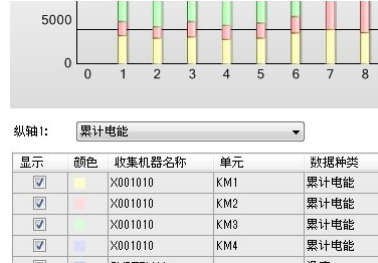 5000
0
0 1 2 3 4 5 6 7 8
纵轴1: 累计电能
显示 颜色 收集机器名称 单元 数据种类
X001010 KM1 累计电能
X001010 KM2 累计电能
X001010 KM3 累计电能
X001010 KM4 累计电能